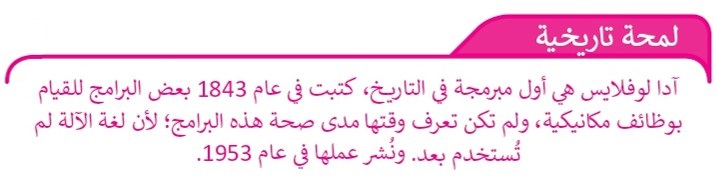 لمحة تاريخية
آدا لوفلايس هي أول مبرمجة في التاريخ، كتبت في عام 1843 بعض البرامج للقيام
بوظائف مكانيكية، ولم تكن تعرف وقتها مدى صحة هذه البرامج؛ لأن لغة الآلة لم
تُستخدم بعد. ونُشر عملها في عام 1953.